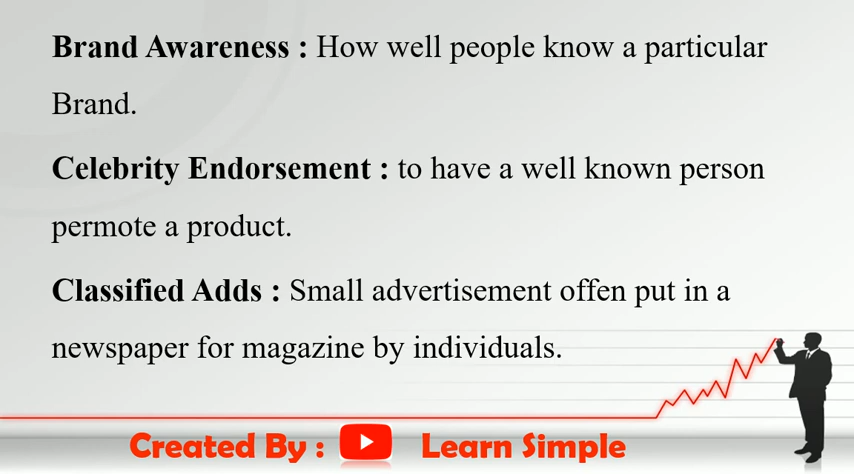 Brand Awareness : How well people know a particular
Brand.
Celebrity Endorsement : to have a well known person
permote a product.
Classified Adds : Small advertisement offen put in a
newspaper for magazine by individuals.
Created By : Learn Simple